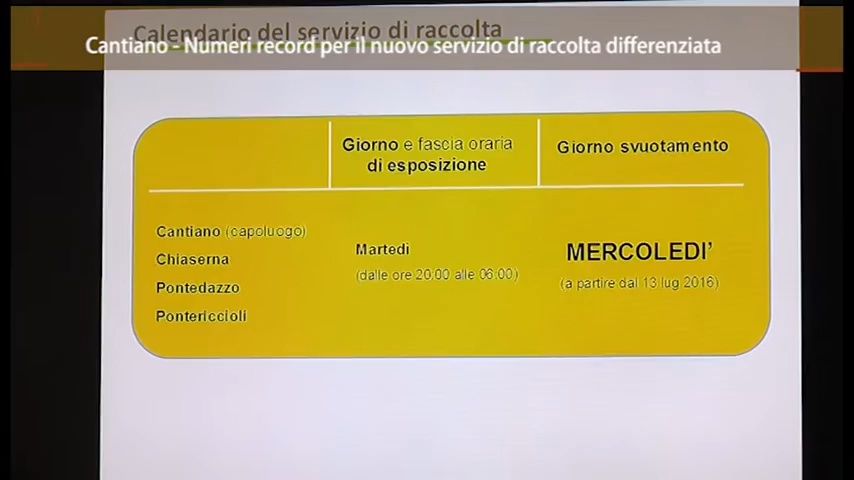 Calendario del servizio di raccolta
Cantiano - Numeri record per il nuovo servizio di raccolta differenziata
Giorno e fascia oraria
di esposizione
Giorno svuotamento
Cantiano (capoluogo)
Chiaserna
Pontedazzo
Pontericcioli
Martedì
(dalle ore 20:00 alle 06:00)
MERCOLEDI’
(a partire dal 13 lug 2016)